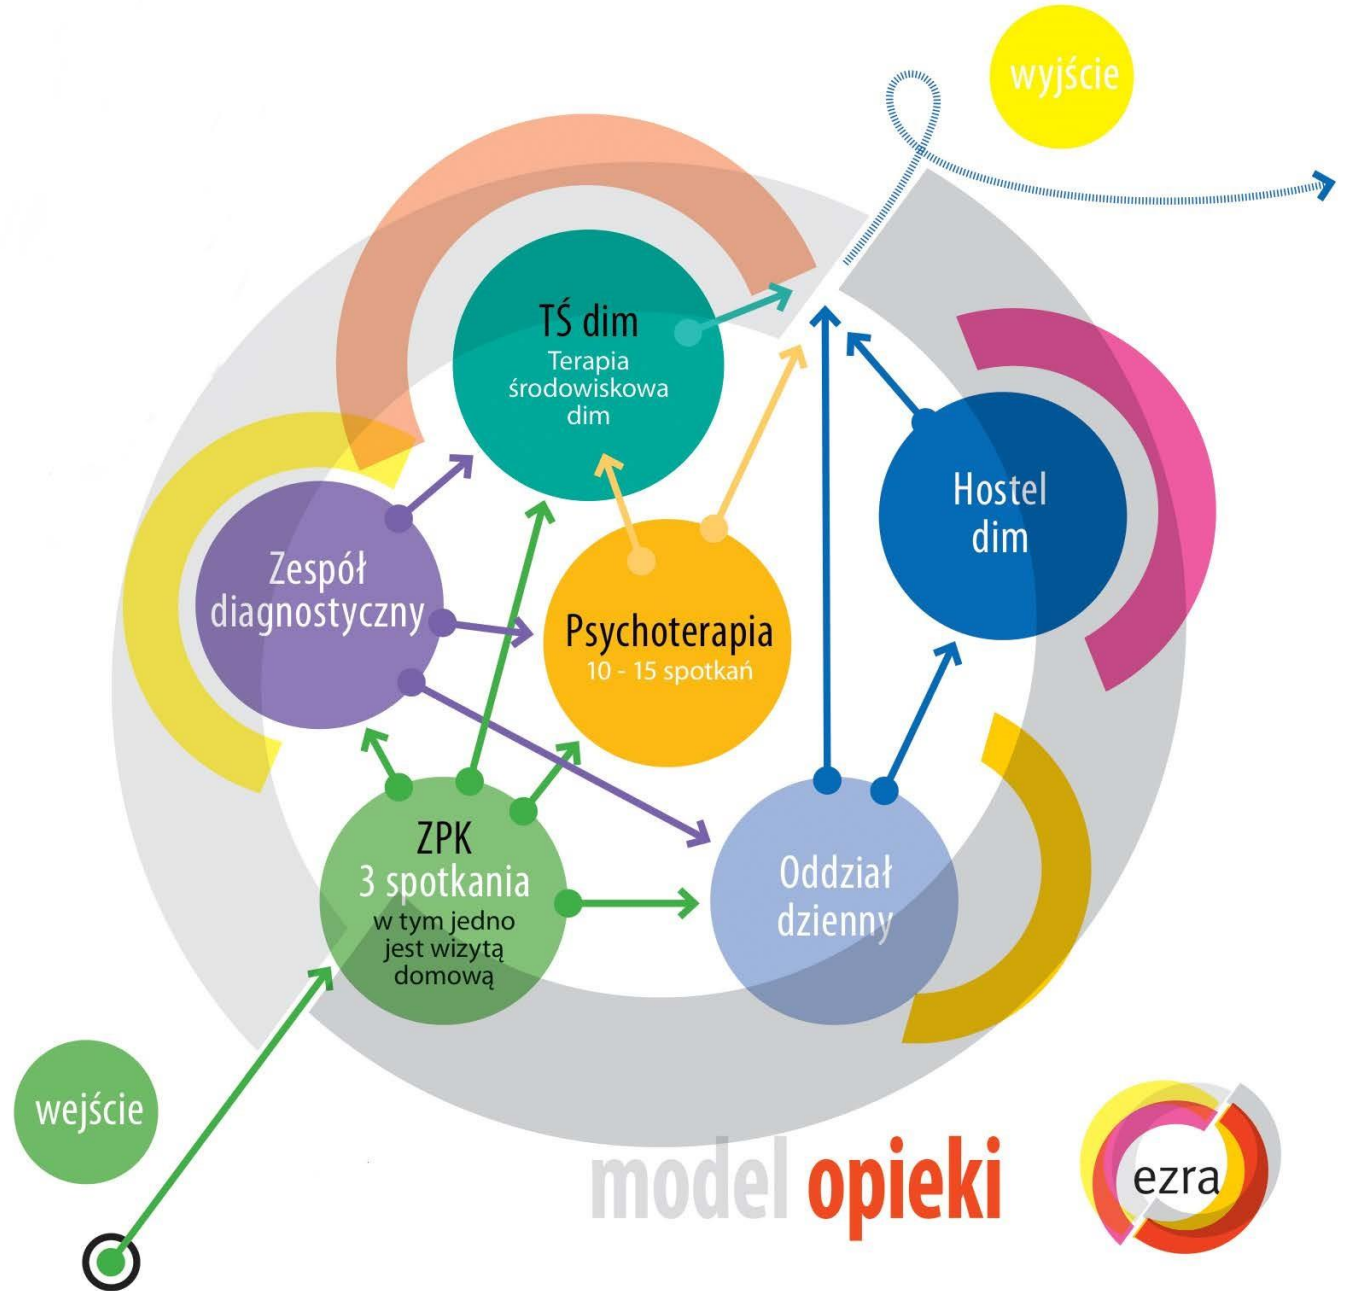 wyjście
TŚ dim
Terapia
środowiskowa
dim
Hostel
dim
Zespół
diagnostyczny
Psychoterapia
10 - 15 spotkań
ZPK
3 spotkania
w tym jedno
jest wizytą
domową
Oddział
dzienny
wejście
model opieki
ezra